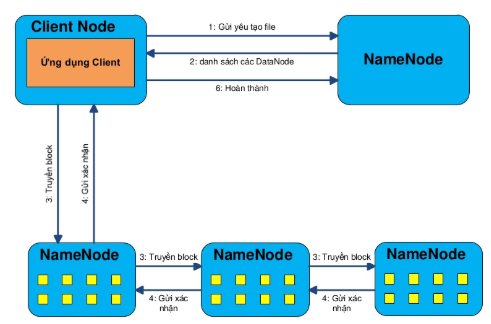 Client Node
Ứng dụng Client
1: Gửi yêu tạo file
2: danh sách các DataNode
6: Hoàn thành
NameNode
3: Truyền block
4: Gửi xác nhận
NameNode
3: Truyền block
4: Gửi xác
nhận
NameNode
3: Truyền block
4: Gửi xác
nhận
NameNode